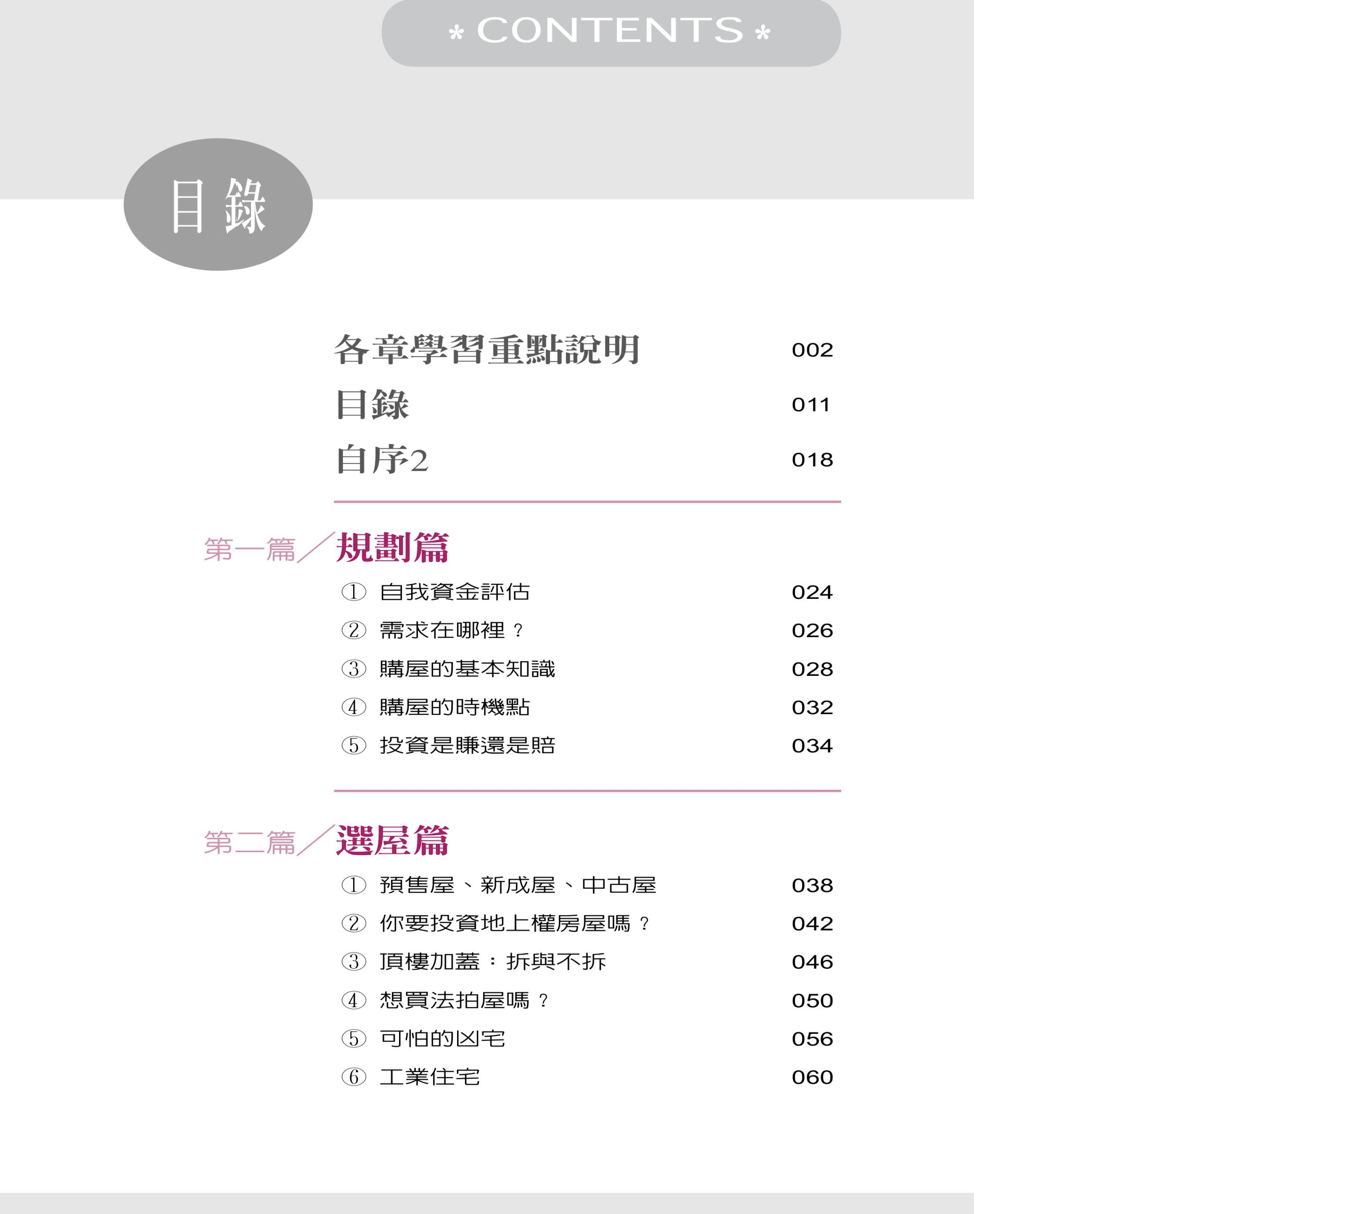 * CONTENTS *
目錄
各章學習重點說明 002
目錄 011
自序2 018
第一篇／規劃篇
① 自我資金評估 024
② 需求在哪裡？ 026
③ 購屋的基本知識 028
④ 購屋的時機點 032
⑤ 投資是賺還是賠 034
第二篇／選屋篇
① 預售屋、新成屋、中古屋 038
② 你要投資地上權房屋嗎？ 042
③ 頂樓加蓋：拆與不拆 046
④ 想買法拍屋嗎？ 050
⑤ 可怕的凶宅 056
⑥ 工業住宅 060